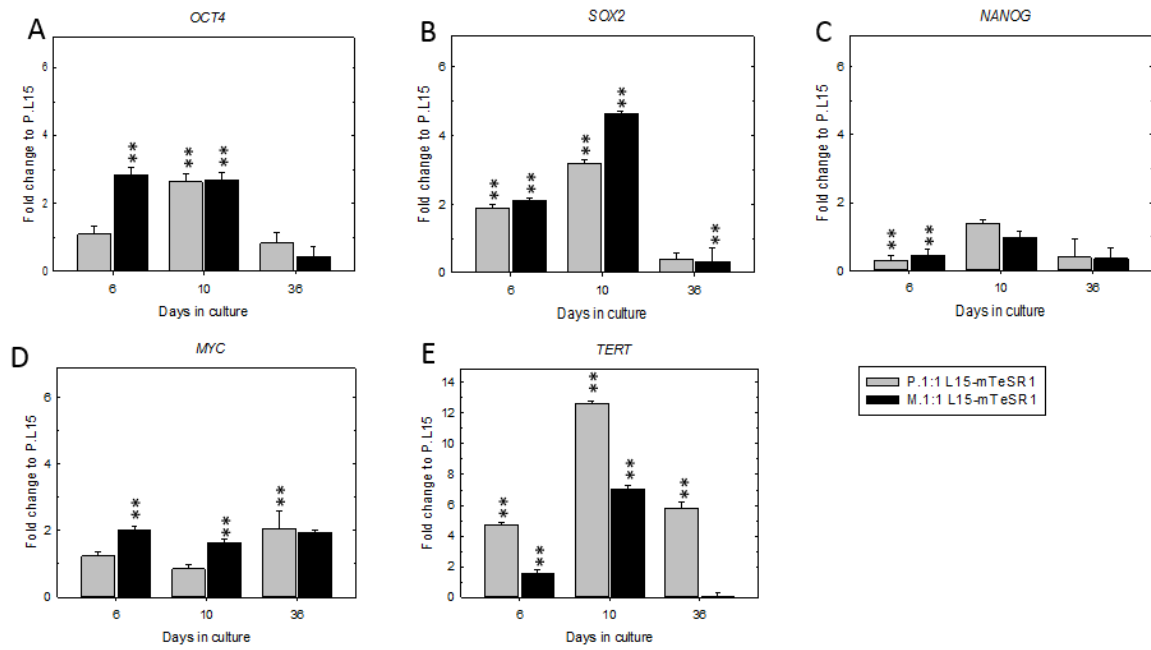 A
OCT4
Fold change to P.L15
6
4
2
0
**
**
**
6 10 36
Days in culture
B
SOX2
Fold change to P.L15
6
4
2
0
**
**
**
**
**
6 10 36
Days in culture
C
NANOG
Fold change to P.L15
6
4
2
0
**
**
6 10 36
Days in culture
D
MYC
Fold change to P.L15
6
4
2
0
**
**
**
6 10 36
Days in culture
E
TERT
Fold change to P.L15
14
12
10
8
6
4
2
0
**
**
**
**
**
6 10 36
Days in culture
P.1:1 L15-mTeSR1
M.1:1 L15-mTeSR1